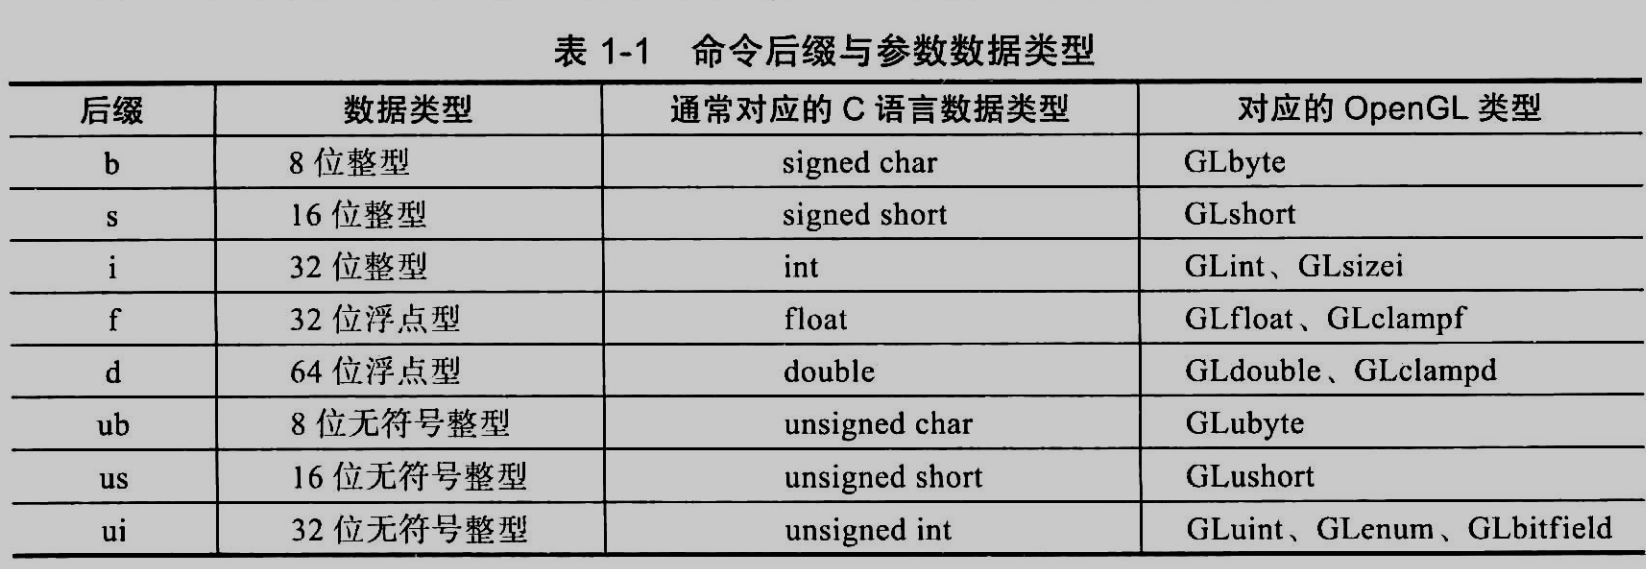 表 1-1 命令后缀与参数数据类型
后缀 数据类型 通常对应的 C 语言数据类型 对应的 OpenGL 类型
b 8 位整型 signed char GLbyte
s 16 位整型 signed short GLshort
i 32 位整型 int GLint、GLsizei
f 32 位浮点型 float GLfloat、GLclampf
d 64 位浮点型 double GLdouble、GLclampd
ub 8 位无符号整型 unsigned char GLubyte
us 16 位无符号整型 unsigned short GLushort
ui 32 位无符号整型 unsigned int GLuint、GLenum、GLbitfield